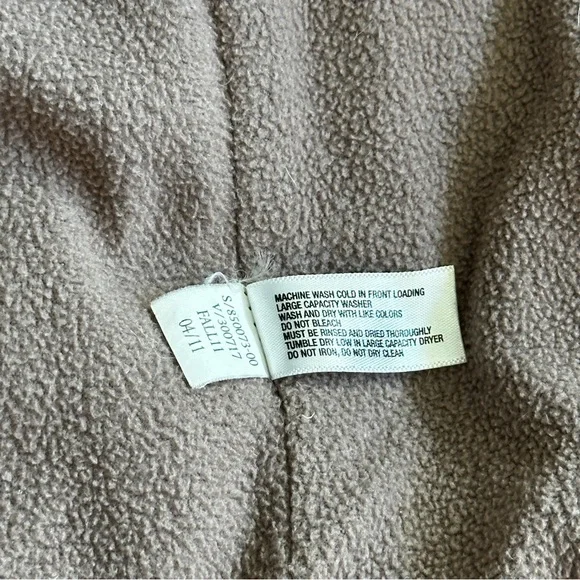 S/850073-00
V/300717
FALL11
11/04
MACHINE WASH COLD IN FRONT LOADING
LARGE CAPACITY WASHER
WASH AND DRY WITH LIKE COLORS
DO NOT BLEACH
MUST BE RINSED AND DRIED THOROUGHLY
TUMBLE DRY LOW IN LARGE CAPACITY DRYER
DO NOT IRON, DO NOT DRY CLEAN